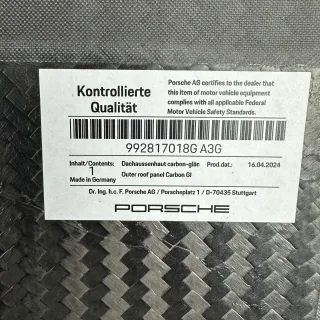 Kontrollierte
Qualität
Porsche AG certifies to the dealer that
this item of motor vehicle equipment
complies with all applicable Federal
Motor Vehicle Safety Standards.
992817018G A3G
Inhalt/Contents: Dachaussenhaut carbon-glän Prod.dat.: 16.04.2024
1
Made in Germany Outer roof panel Carbon Gl
Dr. Ing. h.c. F. Porsche AG / Porscheplatz 1 / D-70435 Stuttgart
PORSCHE